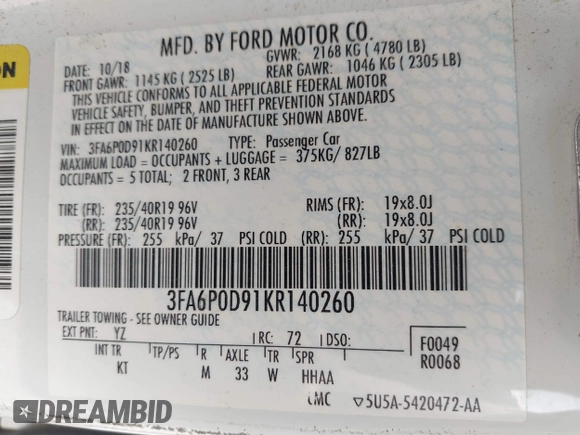 MFD. BY FORD MOTOR CO.
DATE: 10/18
GVWR: 2168 KG ( 4780 LB)
FRONT GAWR: 1145 KG ( 2525 LB)
REAR GAWR: 1046 KG ( 2305 LB)
THIS VEHICLE CONFORMS TO ALL APPLICABLE FEDERAL MOTOR
VEHICLE SAFETY, BUMPER, AND THEFT PREVENTION STANDARDS
IN EFFECT ON THE DATE OF MANUFACTURE SHOWN ABOVE.
VIN: 3FA6P0D91KR140260 TYPE: Passenger Car
MAXIMUM LOAD = OCCUPANTS + LUGGAGE = 375KG/ 827LB
OCCUPANTS = 5 TOTAL; 2 FRONT, 3 REAR
TIRE (FR): 235/40R19 96V RIMS (FR): 19x8.0J
(RR): 235/40R19 96V (RR): 19x8.0J
PRESSURE (FR): 255 kPa/ 37 PSI COLD (RR): 255 kPa/ 37 PSI COLD
3FA6P0D91KR140260
TRAILER TOWING - SEE OWNER GUIDE
EXT PNT: YZ RC: 72 DSO: F0049
INT TR TP/PS R AXLE TR SPR R0068
KT M 33 W HHAA
LMC ▽5U5A-5420472-AA
ON
DREAMBID